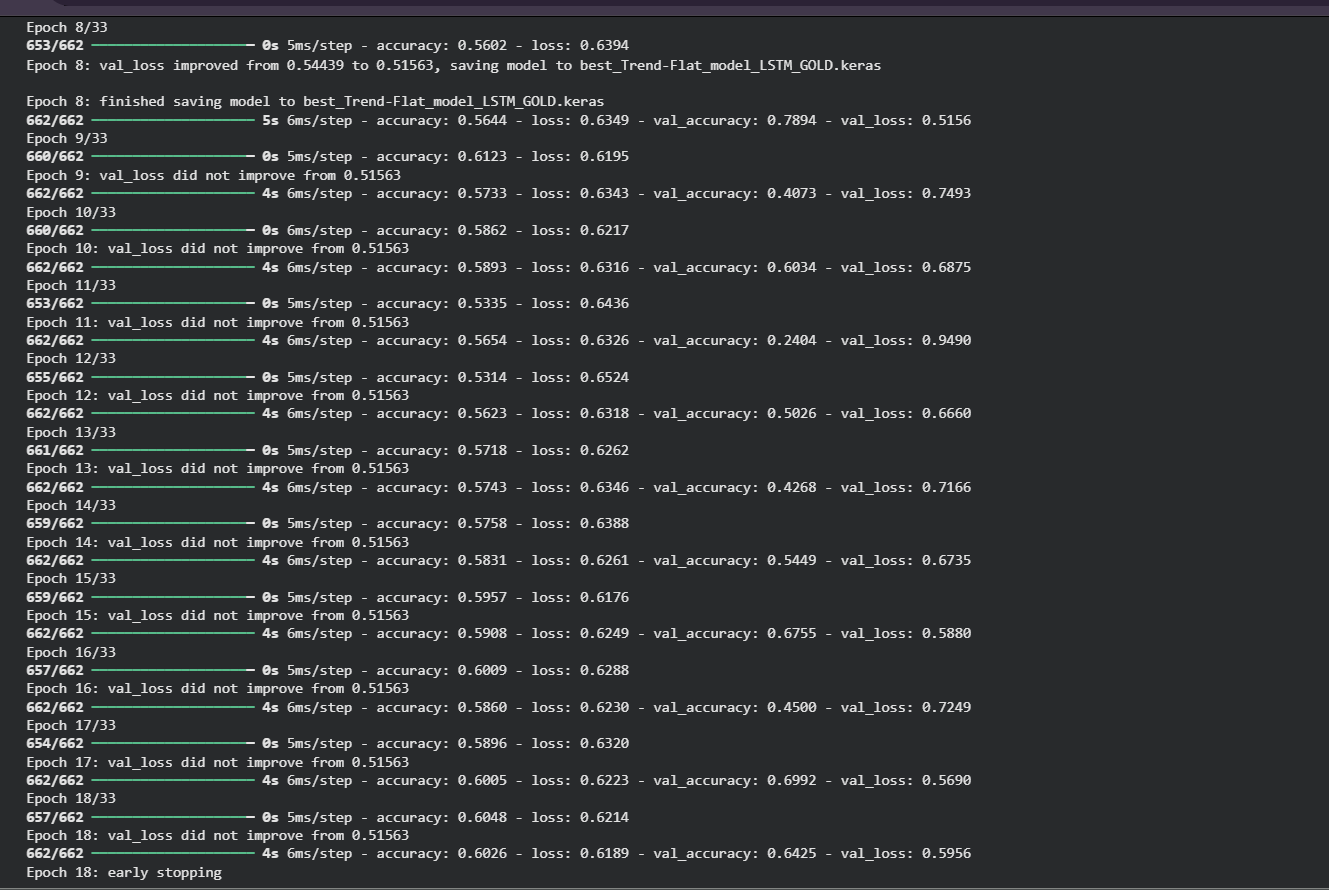 Epoch 8/33
653/662 ━━━━━━━━━━━━━━━━━━━━ 0s 5ms/step - accuracy: 0.5602 - loss: 0.6394
Epoch 8: val_loss improved from 0.54439 to 0.51563, saving model to best_Trend-Flat_model_LSTM_GOLD.keras
Epoch 8: finished saving model to best_Trend-Flat_model_LSTM_GOLD.keras
662/662 ━━━━━━━━━━━━━━━━━━━━ 5s 6ms/step - accuracy: 0.5644 - loss: 0.6349 - val_accuracy: 0.7894 - val_loss: 0.5156
Epoch 9/33
660/662 ━━━━━━━━━━━━━━━━━━━━ 0s 5ms/step - accuracy: 0.6123 - loss: 0.6195
Epoch 9: val_loss did not improve from 0.51563
662/662 ━━━━━━━━━━━━━━━━━━━━ 4s 6ms/step - accuracy: 0.5733 - loss: 0.6343 - val_accuracy: 0.4073 - val_loss: 0.7493
Epoch 10/33
660/662 ━━━━━━━━━━━━━━━━━━━━ 0s 6ms/step - accuracy: 0.5862 - loss: 0.6217
Epoch 10: val_loss did not improve from 0.51563
662/662 ━━━━━━━━━━━━━━━━━━━━ 4s 6ms/step - accuracy: 0.5893 - loss: 0.6316 - val_accuracy: 0.6034 - val_loss: 0.6875
Epoch 11/33
653/662 ━━━━━━━━━━━━━━━━━━━━ 0s 5ms/step - accuracy: 0.5335 - loss: 0.6436
Epoch 11: val_loss did not improve from 0.51563
662/662 ━━━━━━━━━━━━━━━━━━━━ 4s 6ms/step - accuracy: 0.5654 - loss: 0.6326 - val_accuracy: 0.2404 - val_loss: 0.9490
Epoch 12/33
655/662 ━━━━━━━━━━━━━━━━━━━━ 0s 5ms/step - accuracy: 0.5314 - loss: 0.6524
Epoch 12: val_loss did not improve from 0.51563
662/662 ━━━━━━━━━━━━━━━━━━━━ 4s 6ms/step - accuracy: 0.5623 - loss: 0.6318 - val_accuracy: 0.5026 - val_loss: 0.6660
Epoch 13/33
661/662 ━━━━━━━━━━━━━━━━━━━━ 0s 5ms/step - accuracy: 0.5718 - loss: 0.6262
Epoch 13: val_loss did not improve from 0.51563
662/662 ━━━━━━━━━━━━━━━━━━━━ 4s 6ms/step - accuracy: 0.5743 - loss: 0.6346 - val_accuracy: 0.4268 - val_loss: 0.7166
Epoch 14/33
659/662 ━━━━━━━━━━━━━━━━━━━━ 0s 5ms/step - accuracy: 0.5758 - loss: 0.6388
Epoch 14: val_loss did not improve from 0.51563
662/662 ━━━━━━━━━━━━━━━━━━━━ 4s 6ms/step - accuracy: 0.5831 - loss: 0.6261 - val_accuracy: 0.5449 - val_loss: 0.6735
Epoch 15/33
659/662 ━━━━━━━━━━━━━━━━━━━━ 0s 5ms/step - accuracy: 0.5957 - loss: 0.6176
Epoch 15: val_loss did not improve from 0.51563
662/662 ━━━━━━━━━━━━━━━━━━━━ 4s 6ms/step - accuracy: 0.5908 - loss: 0.6249 - val_accuracy: 0.6755 - val_loss: 0.5880
Epoch 16/33
657/662 ━━━━━━━━━━━━━━━━━━━━ 0s 5ms/step - accuracy: 0.6009 - loss: 0.6288
Epoch 16: val_loss did not improve from 0.51563
662/662 ━━━━━━━━━━━━━━━━━━━━ 4s 6ms/step - accuracy: 0.5860 - loss: 0.6230 - val_accuracy: 0.4500 - val_loss: 0.7249
Epoch 17/33
654/662 ━━━━━━━━━━━━━━━━━━━━ 0s 5ms/step - accuracy: 0.5896 - loss: 0.6320
Epoch 17: val_loss did not improve from 0.51563
662/662 ━━━━━━━━━━━━━━━━━━━━ 4s 6ms/step - accuracy: 0.6005 - loss: 0.6223 - val_accuracy: 0.6992 - val_loss: 0.5690
Epoch 18/33
657/662 ━━━━━━━━━━━━━━━━━━━━ 0s 5ms/step - accuracy: 0.6048 - loss: 0.6214
Epoch 18: val_loss did not improve from 0.51563
662/662 ━━━━━━━━━━━━━━━━━━━━ 4s 6ms/step - accuracy: 0.6026 - loss: 0.6189 - val_accuracy: 0.6425 - val_loss: 0.5956
Epoch 18: early stopping